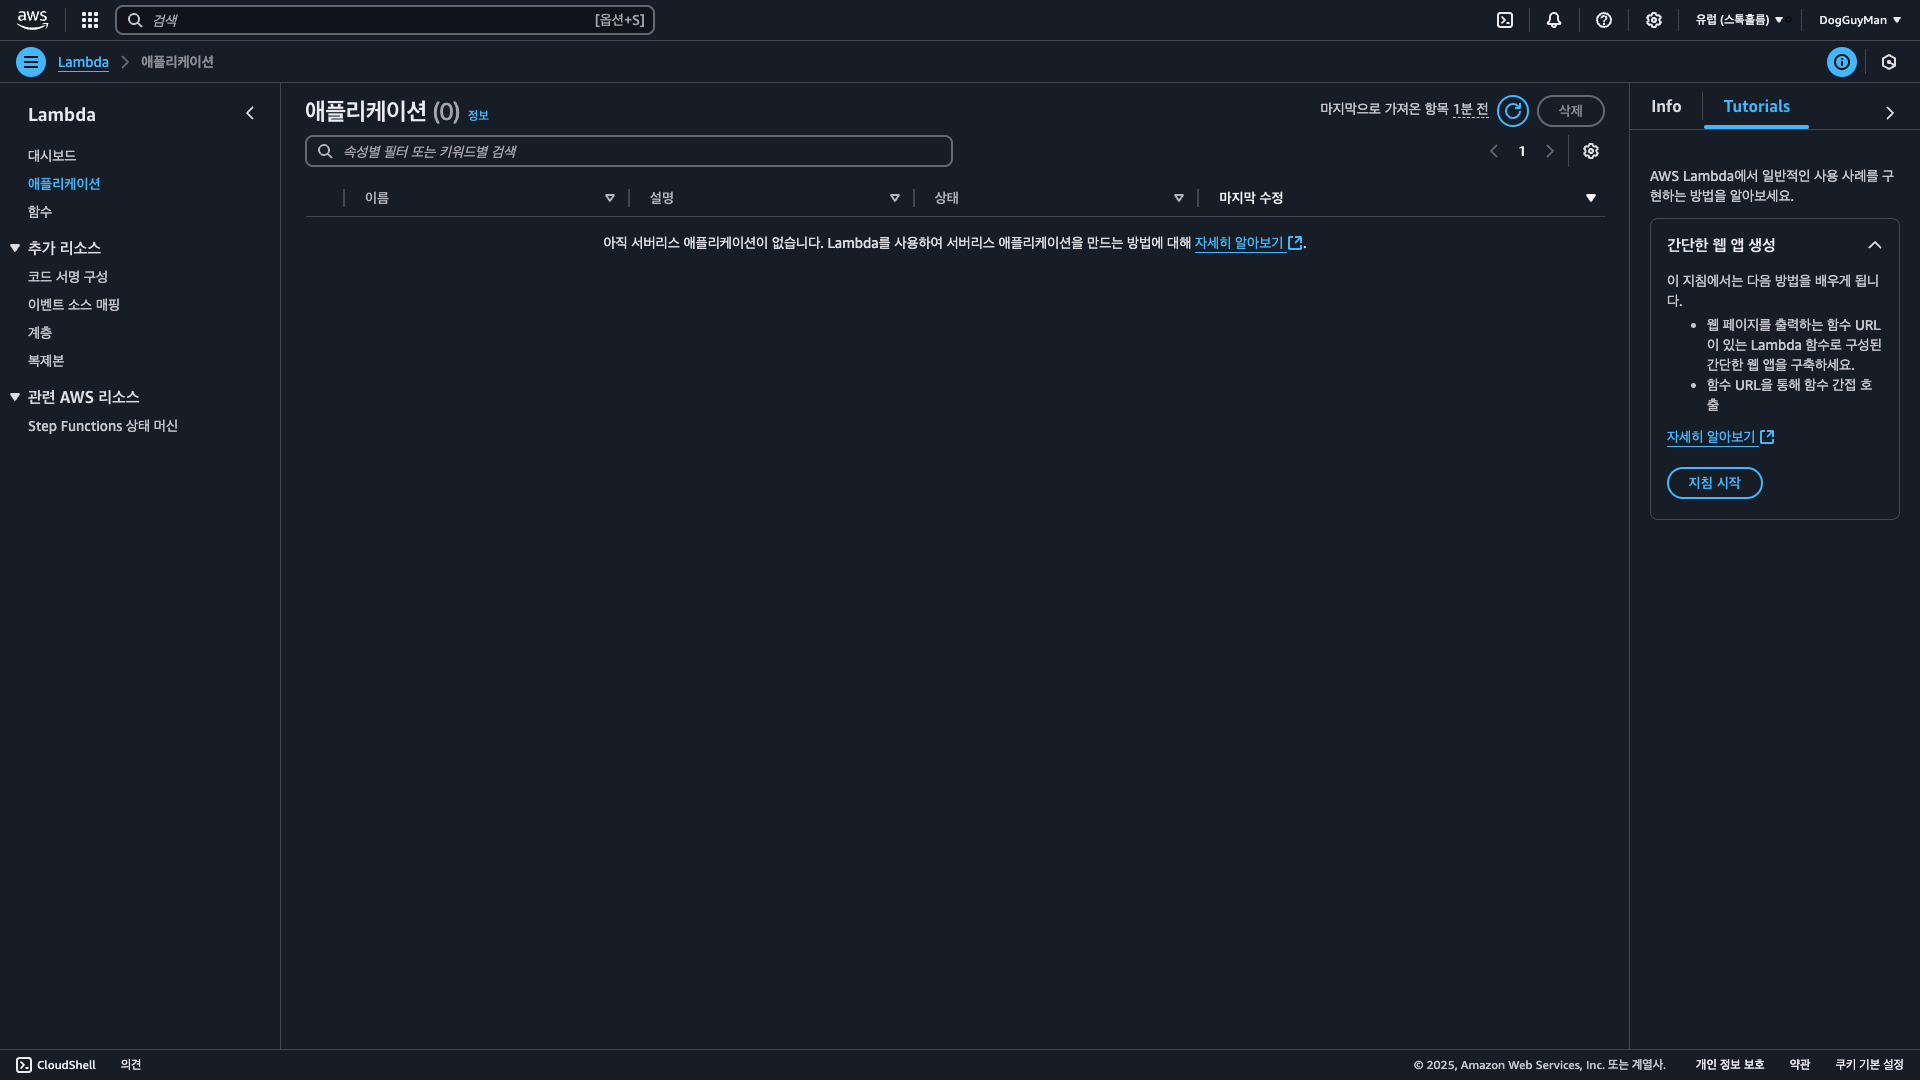 aws
검색
[옵션+S]
유럽 (스톡홀름)
DogGuyMan
Lambda
애플리케이션
Lambda
대시보드
애플리케이션
함수
추가 리소스
코드 서명 구성
이벤트 소스 매핑
계층
복제본
관련 AWS 리소스
Step Functions 상태 머신
애플리케이션 (0) 정보
마지막으로 가져온 항목 1분 전
삭제
속성별 필터 또는 키워드별 검색
1
이름
설명
상태
마지막 수정
아직 서버리스 애플리케이션이 없습니다. Lambda를 사용하여 서버리스 애플리케이션을 만드는 방법에 대해 자세히 알아보기.
Info
Tutorials
AWS Lambda에서 일반적인 사용 사례를 구
현하는 방법을 알아보세요.
간단한 웹 앱 생성
이 지침에서는 다음 방법을 배우게 됩니
다.
• 웹 페이지를 출력하는 함수 URL
이 있는 Lambda 함수로 구성된
간단한 웹 앱을 구축하세요.
• 함수 URL을 통해 함수 간접 호
출
자세히 알아보기
지침 시작
CloudShell
의견
© 2025, Amazon Web Services, Inc. 또는 계열사.
개인 정보 보호
약관
쿠키 기본 설정